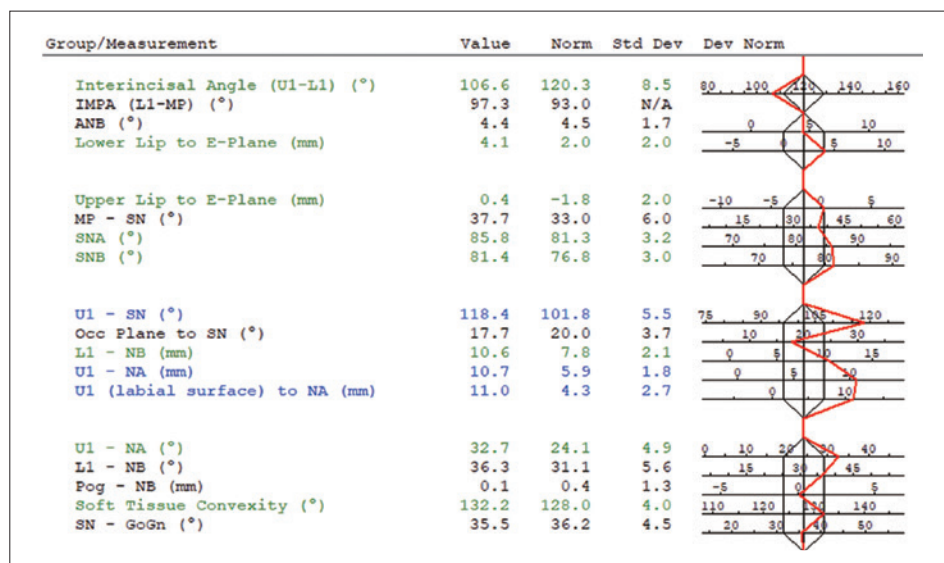 Group/Measurement Value Norm Std Dev Dev Norm
Interincisal Angle (U1-L1) (°) 106.6 120.3 8.5 80 100 120 140 160
IMPA (L1-MP) (°) 97.3 93.0 N/A
ANB (°) 4.4 4.5 1.7 0 5 10
Lower Lip to E-Plane (mm) 4.1 2.0 2.0 -5 0 5 10
Upper Lip to E-Plane (mm) 0.4 -1.8 2.0 -10 -5 0 5
MP - SN (°) 37.7 33.0 6.0 15 30 45 60
SNA (°) 85.8 81.3 3.2 70 80 90
SNB (°) 81.4 76.8 3.0 70 80 90
U1 - SN (°) 118.4 101.8 5.5 75 90 105 120
Occ Plane to SN (°) 17.7 20.0 3.7 10 20 30
L1 - NB (mm) 10.6 7.8 2.1 0 5 10 15
U1 - NA (mm) 10.7 5.9 1.8 0 5 10
U1 (labial surface) to NA (mm) 11.0 4.3 2.7 0 10
U1 - NA (°) 32.7 24.1 4.9 0 10 20 30 40
L1 - NB (°) 36.3 31.1 5.6 15 30 45
Pog - NB (mm) 0.1 0.4 1.3 -5 0 5
Soft Tissue Convexity (°) 132.2 128.0 4.0 110 120 130 140
SN - GoGn (°) 35.5 36.2 4.5 20 30 40 50